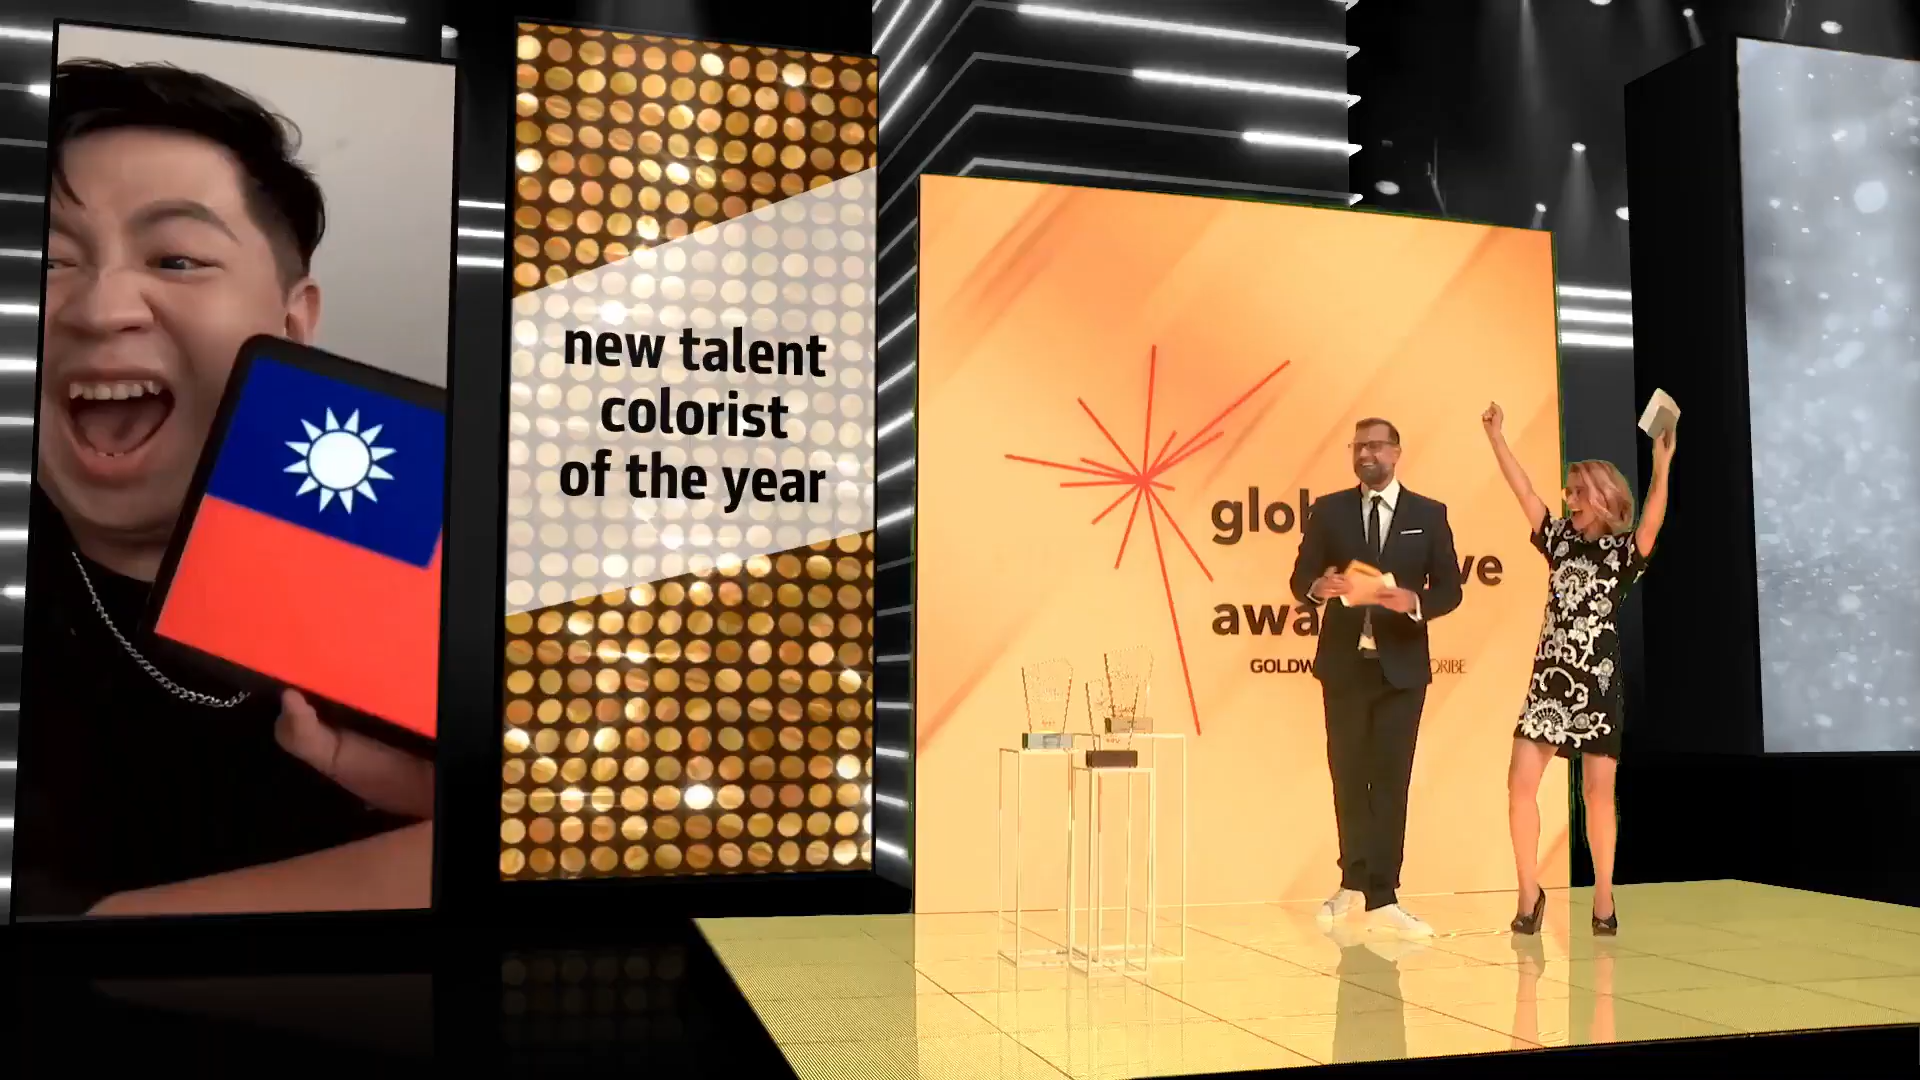 new talent
colorist
of the year
glob
ve
awa
GOLDW
ORIBE